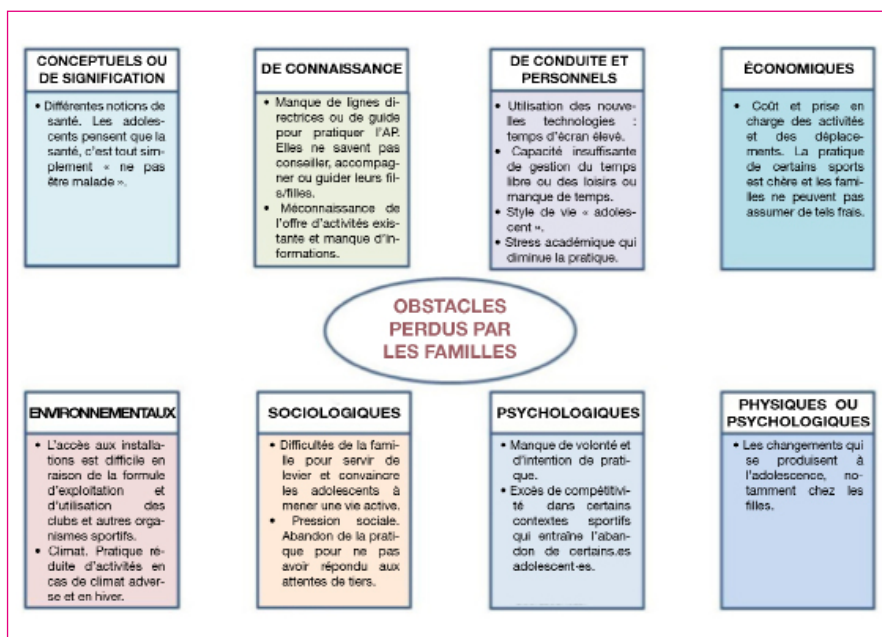 CONCEPTUELS OU
DE SIGNIFICATION
• Différentes notions de
santé. Les adoles-
cents pensent que la
santé, c'est tout sim-
plement « ne pas
être malade ».
DE CONNAISSANCE
• Manque de lignes di-
rectrices ou de guide
pour pratiquer l'AP.
Elles ne savent pas
conseiller, accompagner
ou guider leurs fils/filles.
• Méconnaissance de
l'offre d'activités exis-
tante et manque d'in-
formations.
DE CONDUITE ET
PERSONNELS
• Utilisation des nouve-
lles technologies :
temps d'écran élevé.
• Capacité insuffisante
de gestion du temps
libre ou des loisirs ou
manque de temps.
• Style de vie « adoles-
cent ».
• Stress académique qui
diminue la pratique.
ÉCONOMIQUES
• Coût et prise en
charge des activités
et des déplace-
ments. La pratique
de certains sports
est chère et les fami-
lles ne peuvent pas
assumer de tels frais.
OBSTACLES
PERDUS PAR
LES FAMILLES
ENVIRONNEMENTAUX
• L'accès aux installa-
tions est difficile en
raison de la formule
d'exploitation et
d'utilisation des
clubs et autres orga-
nismes sportifs.
• Climat. Pratique ré-
duite d'activités en
cas de climat adver-
se et en hiver.
SOCIOLOGIQUES
• Difficultés de la fami-
lle pour servir de
levier et convaincre
les adolescents à
mener une vie active.
• Pression sociale.
Abandon de la prati-
que pour ne pas
avoir répondu aux
attentes de tiers.
PSYCHOLOGIQUES
• Manque de volonté et
d'intention de prati-
que.
• Excès de compétitivi-
té dans certains
contextes sportifs
qui entraîne l'aban-
don de certains.es
adolescent-es.
PHYSIQUES OU
PSYCHOLOGIQUES
• Les changements qui
se produisent à
l'adolescence, no-
tamment chez les
filles.